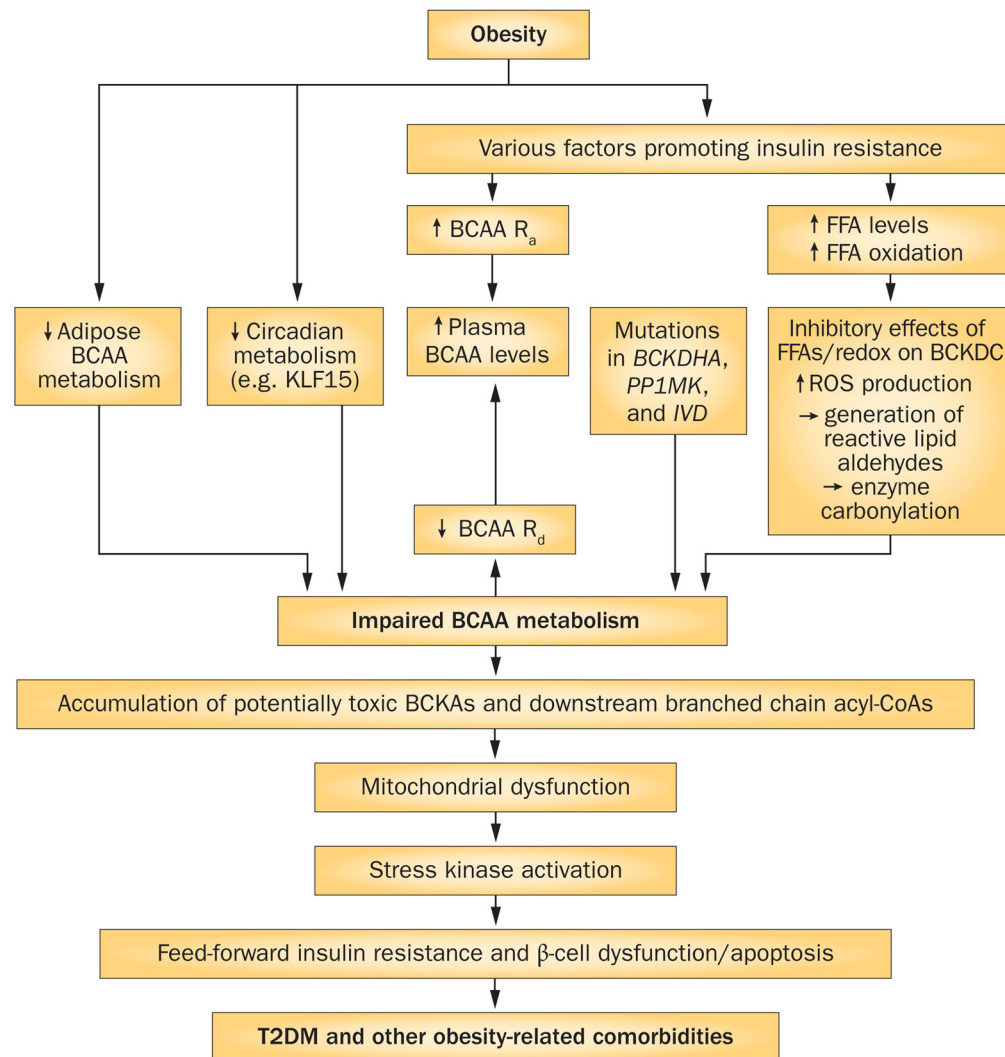 Obesity
Various factors promoting insulin resistance
↑ BCAA Ra
↑ FFA levels
↑ FFA oxidation
↓ Adipose
BCAA
metabolism
↓ Circadian
metabolism
(e.g. KLF15)
↑ Plasma
BCAA levels
Mutations
in BCKDHA,
PP1MK,
and IVD
Inhibitory effects of
FFAs/redox on BCKDC
↑ ROS production
→ generation of
reactive lipid
aldehydes
→ enzyme
carbonylation
↓ BCAA Rd
Impaired BCAA metabolism
Accumulation of potentially toxic BCKAs and downstream branched chain acyl-CoAs
Mitochondrial dysfunction
Stress kinase activation
Feed-forward insulin resistance and β-cell dysfunction/apoptosis
T2DM and other obesity-related comorbidities